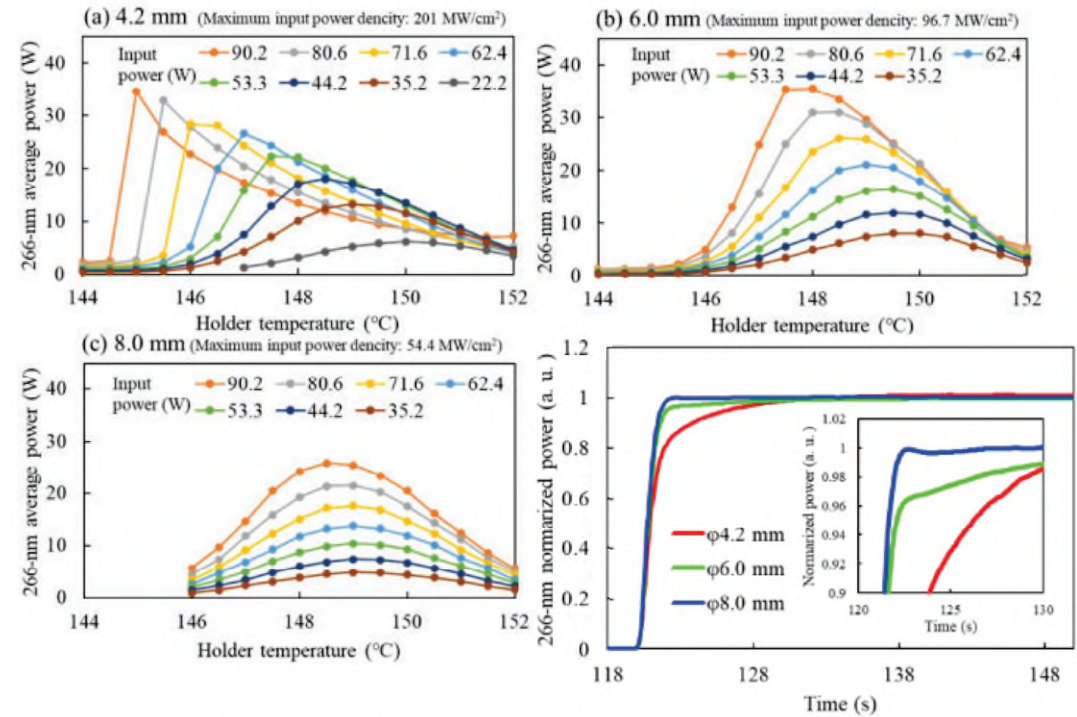 (a) 4.2 mm (Maximum input power dencity: 201 MW/cm²)
Input power (W)
90.2 80.6 71.6 62.4
53.3 44.2 35.2 22.2
266-nm average power (W)
40
30
20
10
0
144 146 148 150 152
Holder temperature (℃)
(b) 6.0 mm (Maximum input power dencity: 96.7 MW/cm²)
Input power (W)
90.2 80.6 71.6 62.4
53.3 44.2 35.2
266-nm average power (W)
40
30
20
10
0
144 146 148 150 152
Holder temperature (℃)
(c) 8.0 mm (Maximum input power dencity: 54.4 MW/cm²)
Input power (W)
90.2 80.6 71.6 62.4
53.3 44.2 35.2
266-nm average power (W)
40
30
20
10
0
144 146 148 150 152
Holder temperature (℃)
266-nm normarized power (a. u.)
1.2
1
0.8
0.6
0.4
0.2
0
118 128 138 148
Time (s)
φ4.2 mm
φ6.0 mm
φ8.0 mm
Normarized power (a. u.)
1.02
1
0.98
0.96
0.94
0.92
0.9
120 125 130
Time (s)